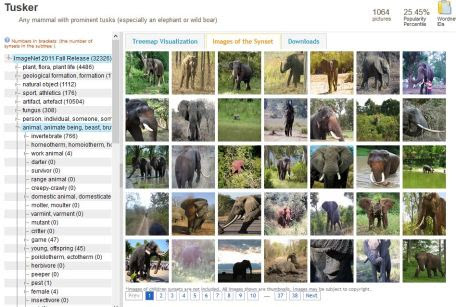 Tusker
Any mammal with prominent tusks (especially an elephant or wild boar)
1064
pictures
25.45%
Popularity
Percentile
Wordnet
IDs
Numbers in brackets: (the number of
synsets in the subtree ).
ImageNet 2011 Fall Release (32326)
plant, flora, plant life (4486)
geological formation, formation (1
natural object (1112)
sport, athletics (176)
artifact, artefact (10504)
fungus (308)
person, individual, someone, som
animal, animate being, beast, brut
invertebrate (766)
homeotherm, homoiotherm, ho
work animal (4)
darter (0)
survivor (0)
range animal (0)
creepy-crawly (0)
domestic animal, domesticate
molter, moulter (0)
varmint, varment (0)
mutant (0)
critter (0)
game (47)
young, offspring (45)
poikilotherm, ectotherm (0)
herbivore (0)
peeper (0)
pest (1)
female (4)
insectivore (0)
Treemap Visualization
Images of the Synset
Downloads
*Images of children synsets are not included. All images shown are thumbnails. Images may be subject to copyright.
Prev 1 2 3 4 5 6 7 8 9 10 ... 37 38 Next